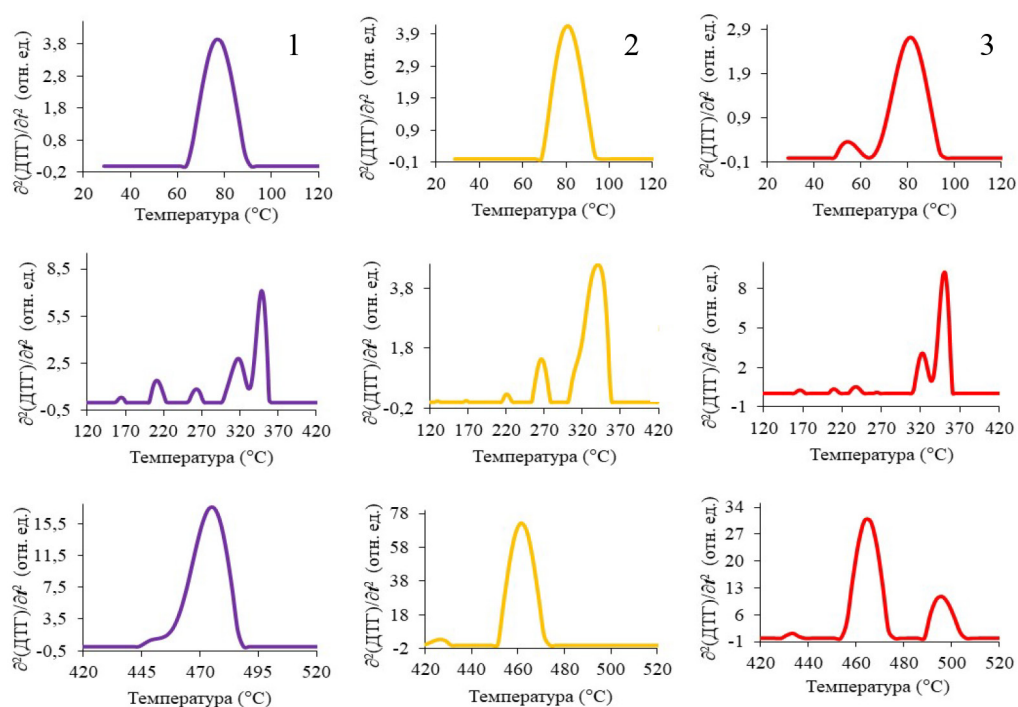 1
∂²(ДТГ)/∂t² (отн. ед.)
3,8
2,8
1,8
0,8
-0,2
20 40 60 80 100 120
Температура (°C)
2
∂²(ДТГ)/∂t² (отн. ед.)
3,9
2,9
1,9
0,9
-0,1
20 40 60 80 100 120
Температура (°C)
3
∂²(ДТГ)/∂t² (отн. ед.)
2,9
1,9
0,9
-0,1
20 40 60 80 100 120
Температура (°C)
∂²(ДТГ)/∂t² (отн. ед.)
8,5
5,5
2,5
-0,5
120 170 220 270 320 370 420
Температура (°C)
∂²(ДТГ)/∂t² (отн. ед.)
3,8
1,8
-0,2
120 170 220 270 320 370 420
Температура (°C)
∂²(ДТГ)/∂t² (отн. ед.)
8
5
2
-1
120 170 220 270 320 370 420
Температура (°C)
∂²(ДТГ)/∂t² (отн. ед.)
15,5
11,5
7,5
3,5
-0,5
420 445 470 495 520
Температура (°C)
∂²(ДТГ)/∂t² (отн. ед.)
78
58
38
18
-2
420 440 460 480 500 520
Температура (°C)
∂²(ДТГ)/∂t² (отн. ед.)
34
27
20
13
6
-1
420 440 460 480 500 520
Температура (°C)